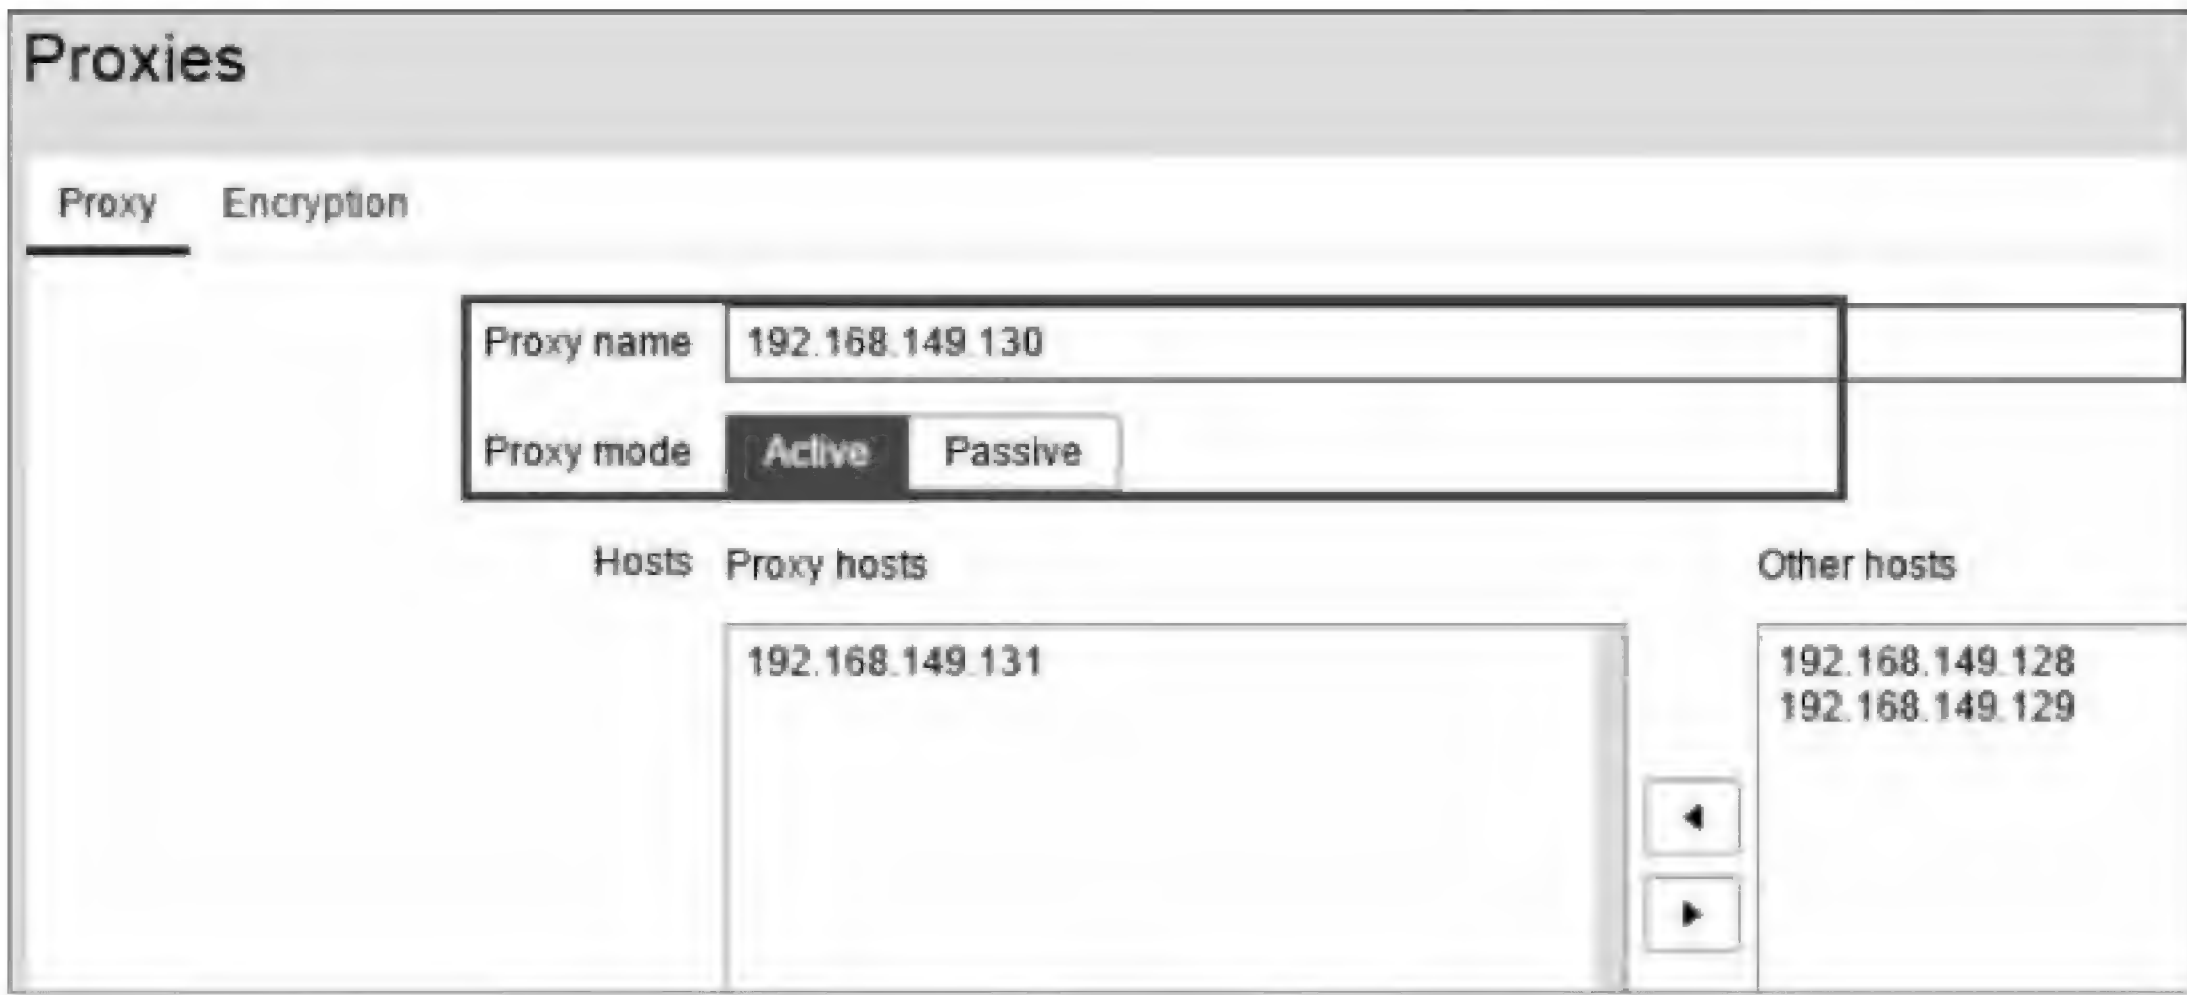 Proxies
Proxy Encryption
Proxy name 192.168.149.130
Proxy mode Active Passive
Hosts Proxy hosts Other hosts
192.168.149.131 192.168.149.128
192.168.149.129